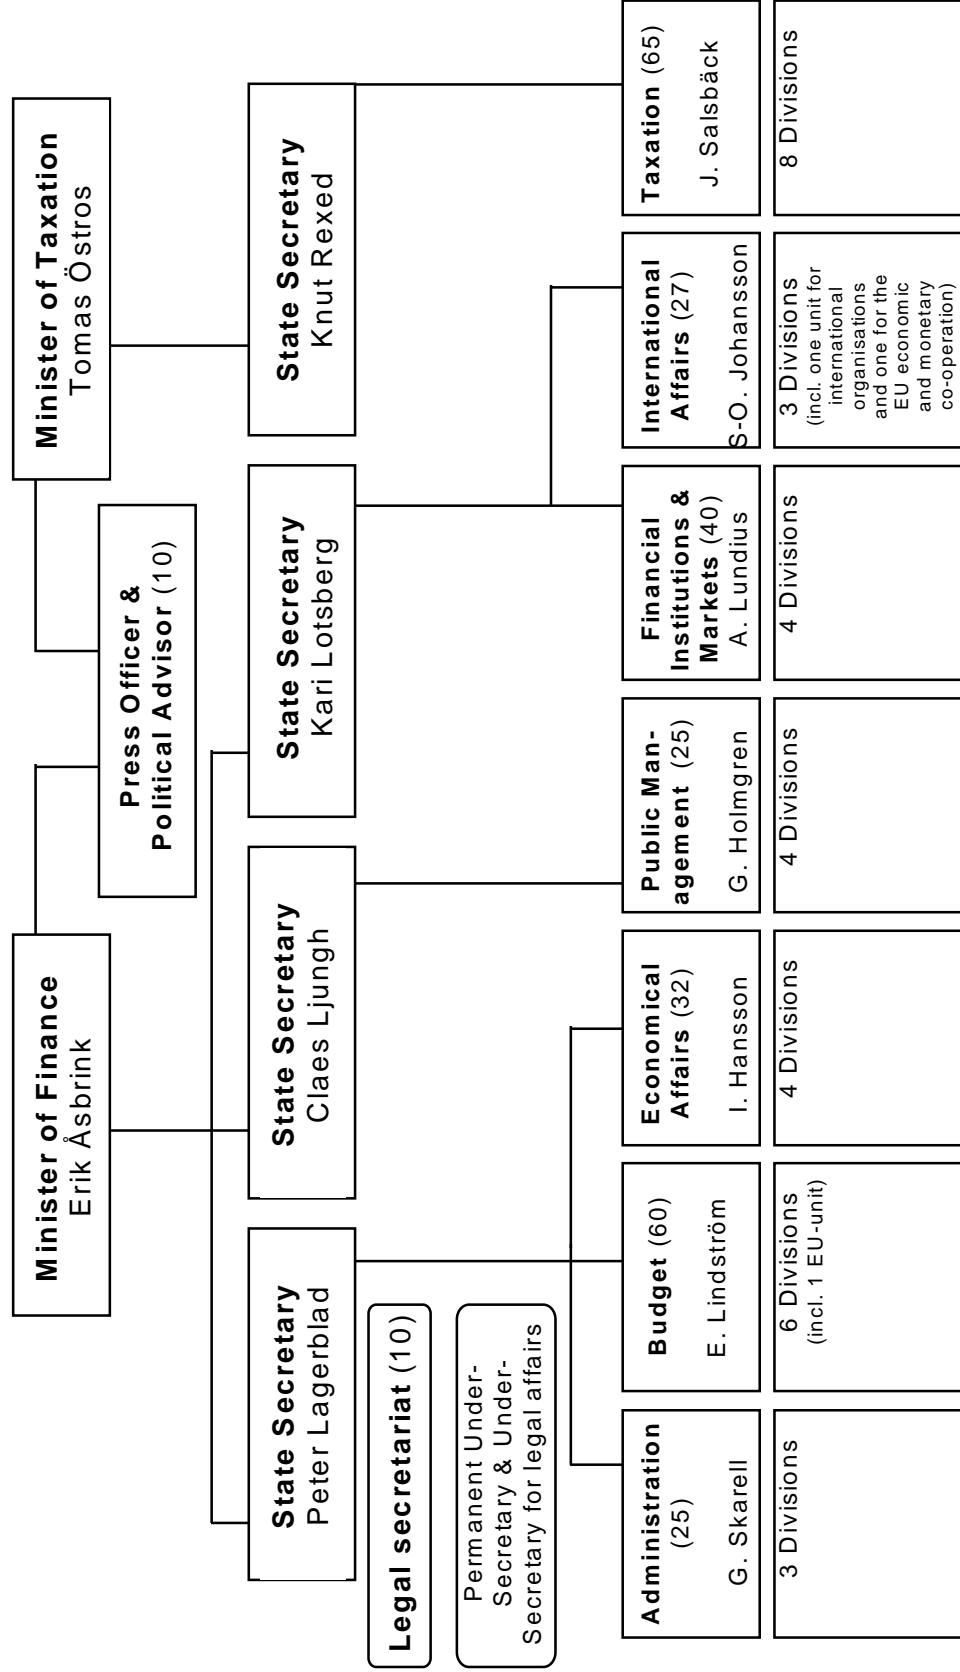 Minister of Finance
Erik Åsbrink
Minister of Taxation
Tomas Östros
Press Officer &
Political Advisor (10)
State Secretary
Peter Lagerblad
State Secretary
Claes Ljungh
State Secretary
Kari Lotsberg
State Secretary
Knut Rexed
Legal secretariat (10)
Permanent Under-
Secretary & Under-
Secretary for legal affairs
Administration
(25)
G. Skarell
Budget (60)
E. Lindström
Economical
Affairs (32)
I. Hansson
Public Man-
agement (25)
G. Holmgren
Financial
Institutions &
Markets (40)
A. Lundius
International
Affairs (27)
S-O. Johansson
Taxation (65)
J. Salsbäck
3 Divisions
6 Divisions
(incl. 1 EU-unit)
4 Divisions
4 Divisions
4 Divisions
3 Divisions
(incl. one unit for
international
organisations
and one for the
EU economic
and monetary
co-operation)
8 Divisions